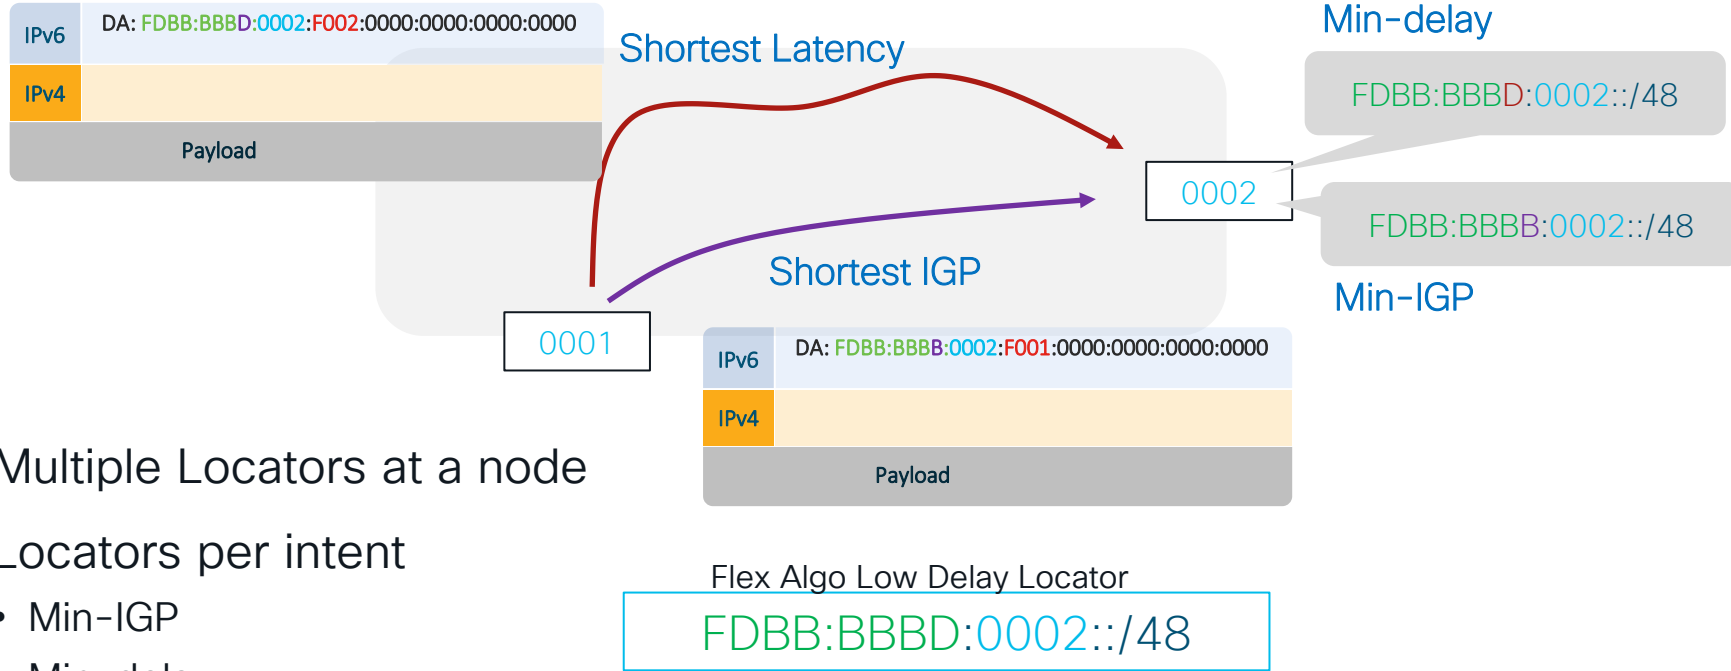 IPv6 DA: FDBB:BBBD:0002:F002:0000:0000:0000:0000
IPv4
Payload
Shortest Latency
Min-delay
FDBB:BBBD:0002::/48
0002
FDBB:BBBB:0002::/48
Min-IGP
Shortest IGP
0001
IPv6 DA: FDBB:BBBB:0002:F001:0000:0000:0000:0000
IPv4
Payload
Multiple Locators at a node
Locators per intent
• Min-IGP
Flex Algo Low Delay Locator
FDBB:BBBD:0002::/48